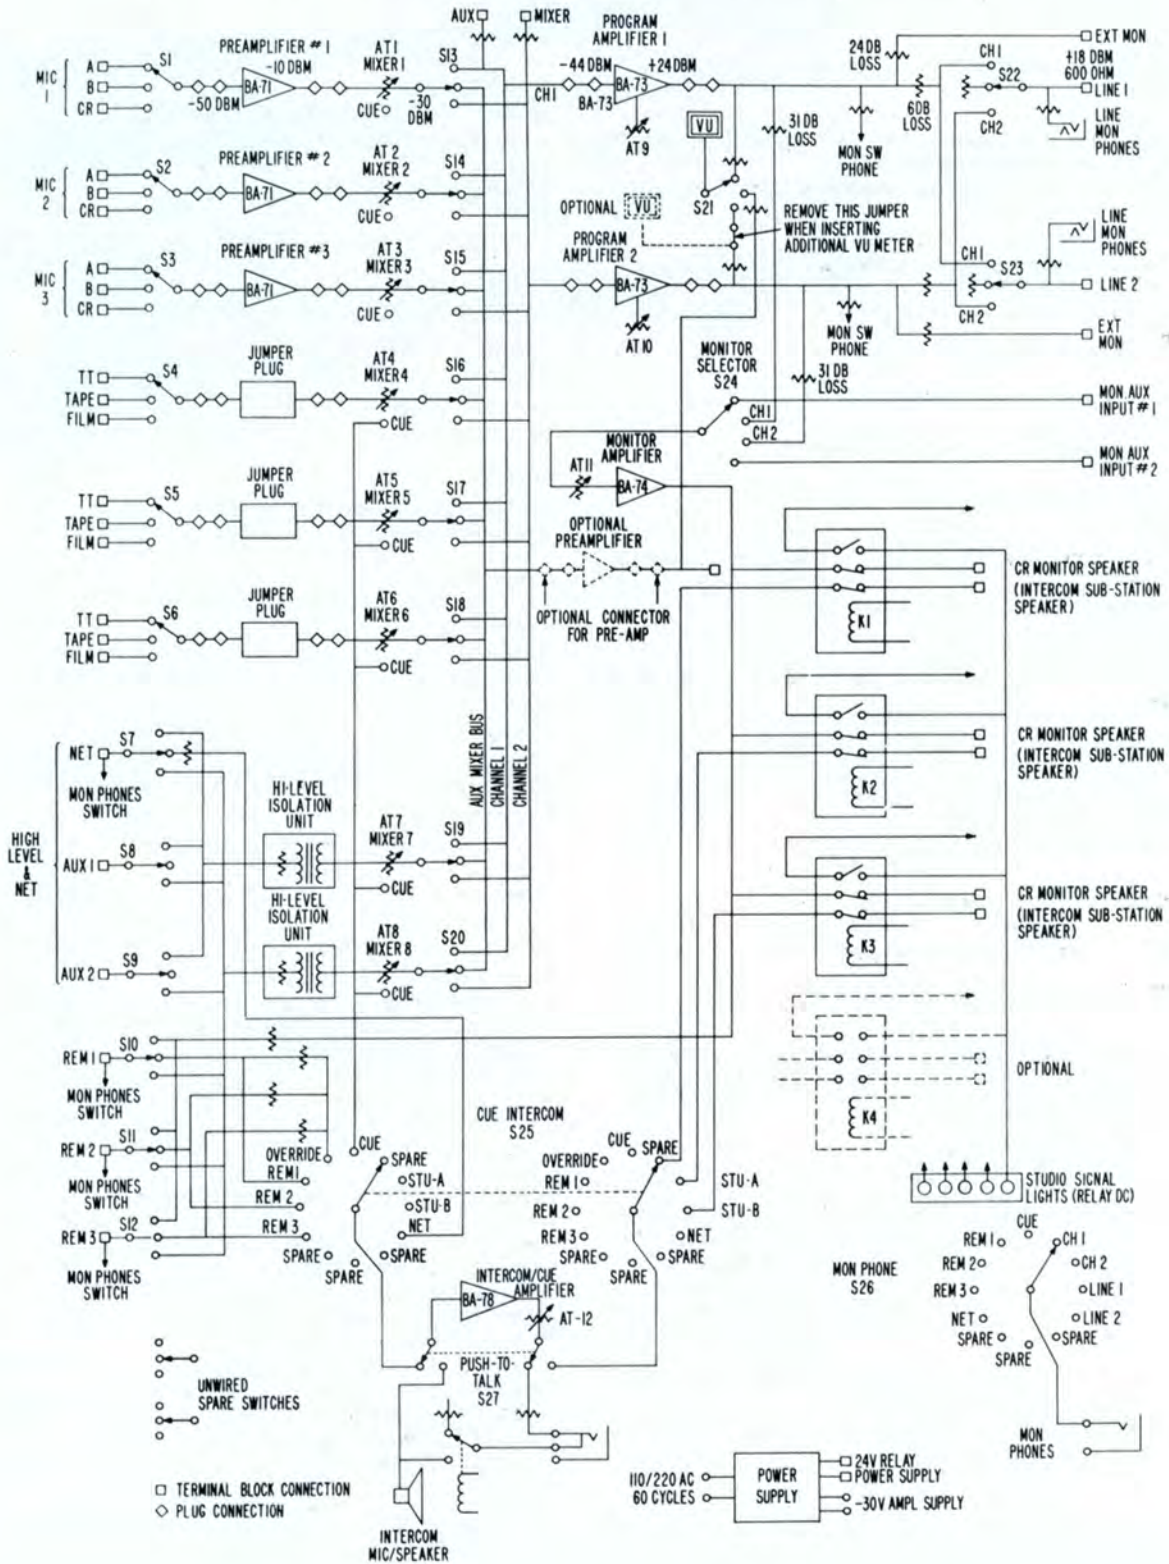 AUX
MIXER
PROGRAM
AMPLIFIER 1
PREAMPLIFIER #1
-10 DBM
AT1
MIXER 1
S13
24 DB
LOSS
EXT MON
+18 DBM
600 OHM
LINE 1
MIC
1
A
B
CR
S1
BA-71
-50 DBM
CUE
-30
DBM
CH1
-44 DBM
BA-73
BA-73
+24 DBM
VU
AT9
31 DB
LOSS
MON SW
PHONE
6 DB
LOSS
CH1
S22
CH2
LINE
MON
PHONES
MIC
2
A
B
CR
S2
PREAMPLIFIER #2
BA-71
AT 2
MIXER 2
CUE
S14
OPTIONAL
VU
S21
REMOVE THIS JUMPER
WHEN INSERTING
ADDITIONAL VU METER
LINE
MON
PHONES
MIC
3
A
B
CR
S3
PREAMPLIFIER #3
BA-71
AT 3
MIXER 3
CUE
S15
PROGRAM
AMPLIFIER 2
BA-73
AT10
MON SW
PHONE
CH1
S23
CH2
LINE 2
EXT
MON
TT
TAPE
FILM
S4
JUMPER
PLUG
AT4
MIXER 4
CUE
S16
MONITOR
SELECTOR
S24
31 DB
LOSS
CH1
CH2
MON AUX
INPUT #1
MON AUX
INPUT #2
MONITOR
AMPLIFIER
AT11
BA-74
TT
TAPE
FILM
S5
JUMPER
PLUG
AT5
MIXER 5
CUE
S17
OPTIONAL
PREAMPLIFIER
OPTIONAL CONNECTOR
FOR PRE-AMP
K1
CR MONITOR SPEAKER
(INTERCOM SUB-STATION
SPEAKER)
TT
TAPE
FILM
S6
JUMPER
PLUG
AT6
MIXER 6
CUE
S18
AUX MIXER BUS
CHANNEL 1
CHANNEL 2
K2
CR MONITOR SPEAKER
(INTERCOM SUB-STATION
SPEAKER)
HIGH
LEVEL
&
NET
NET
S7
MON PHONES
SWITCH
AUX 1
S8
HI-LEVEL
ISOLATION
UNIT
AT7
MIXER 7
CUE
S19
AUX 2
S9
HI-LEVEL
ISOLATION
UNIT
AT8
MIXER 8
CUE
S20
K3
CR MONITOR SPEAKER
(INTERCOM SUB-STATION
SPEAKER)
K4
OPTIONAL
REM 1
S10
MON PHONES
SWITCH
REM 2
S11
MON PHONES
SWITCH
REM 3
S12
MON PHONES
SWITCH
CUE INTERCOM
S25
OVERRIDE
CUE
SPARE
REM 1
STU-A
REM 2
STU-B
REM 3
NET
SPARE
SPARE
SPARE
CUE
OVERRIDE
SPARE
REM 1
STU-A
REM 2
STU-B
REM 3
NET
SPARE
SPARE
SPARE
STUDIO SIGNAL
LIGHTS (RELAY DC)
MON PHONE
S26
CUE
REM 1
CH 1
REM 2
CH 2
REM 3
LINE 1
NET
LINE 2
SPARE
SPARE
SPARE
INTERCOM/CUE
AMPLIFIER
BA-78
AT-12
PUSH-TO-
TALK
S27
UNWIRED
SPARE SWITCHES
MON
PHONES
TERMINAL BLOCK CONNECTION
PLUG CONNECTION
INTERCOM
MIC/SPEAKER
110/220 AC
60 CYCLES
POWER
SUPPLY
24V RELAY
POWER SUPPLY
-30V AMPL SUPPLY